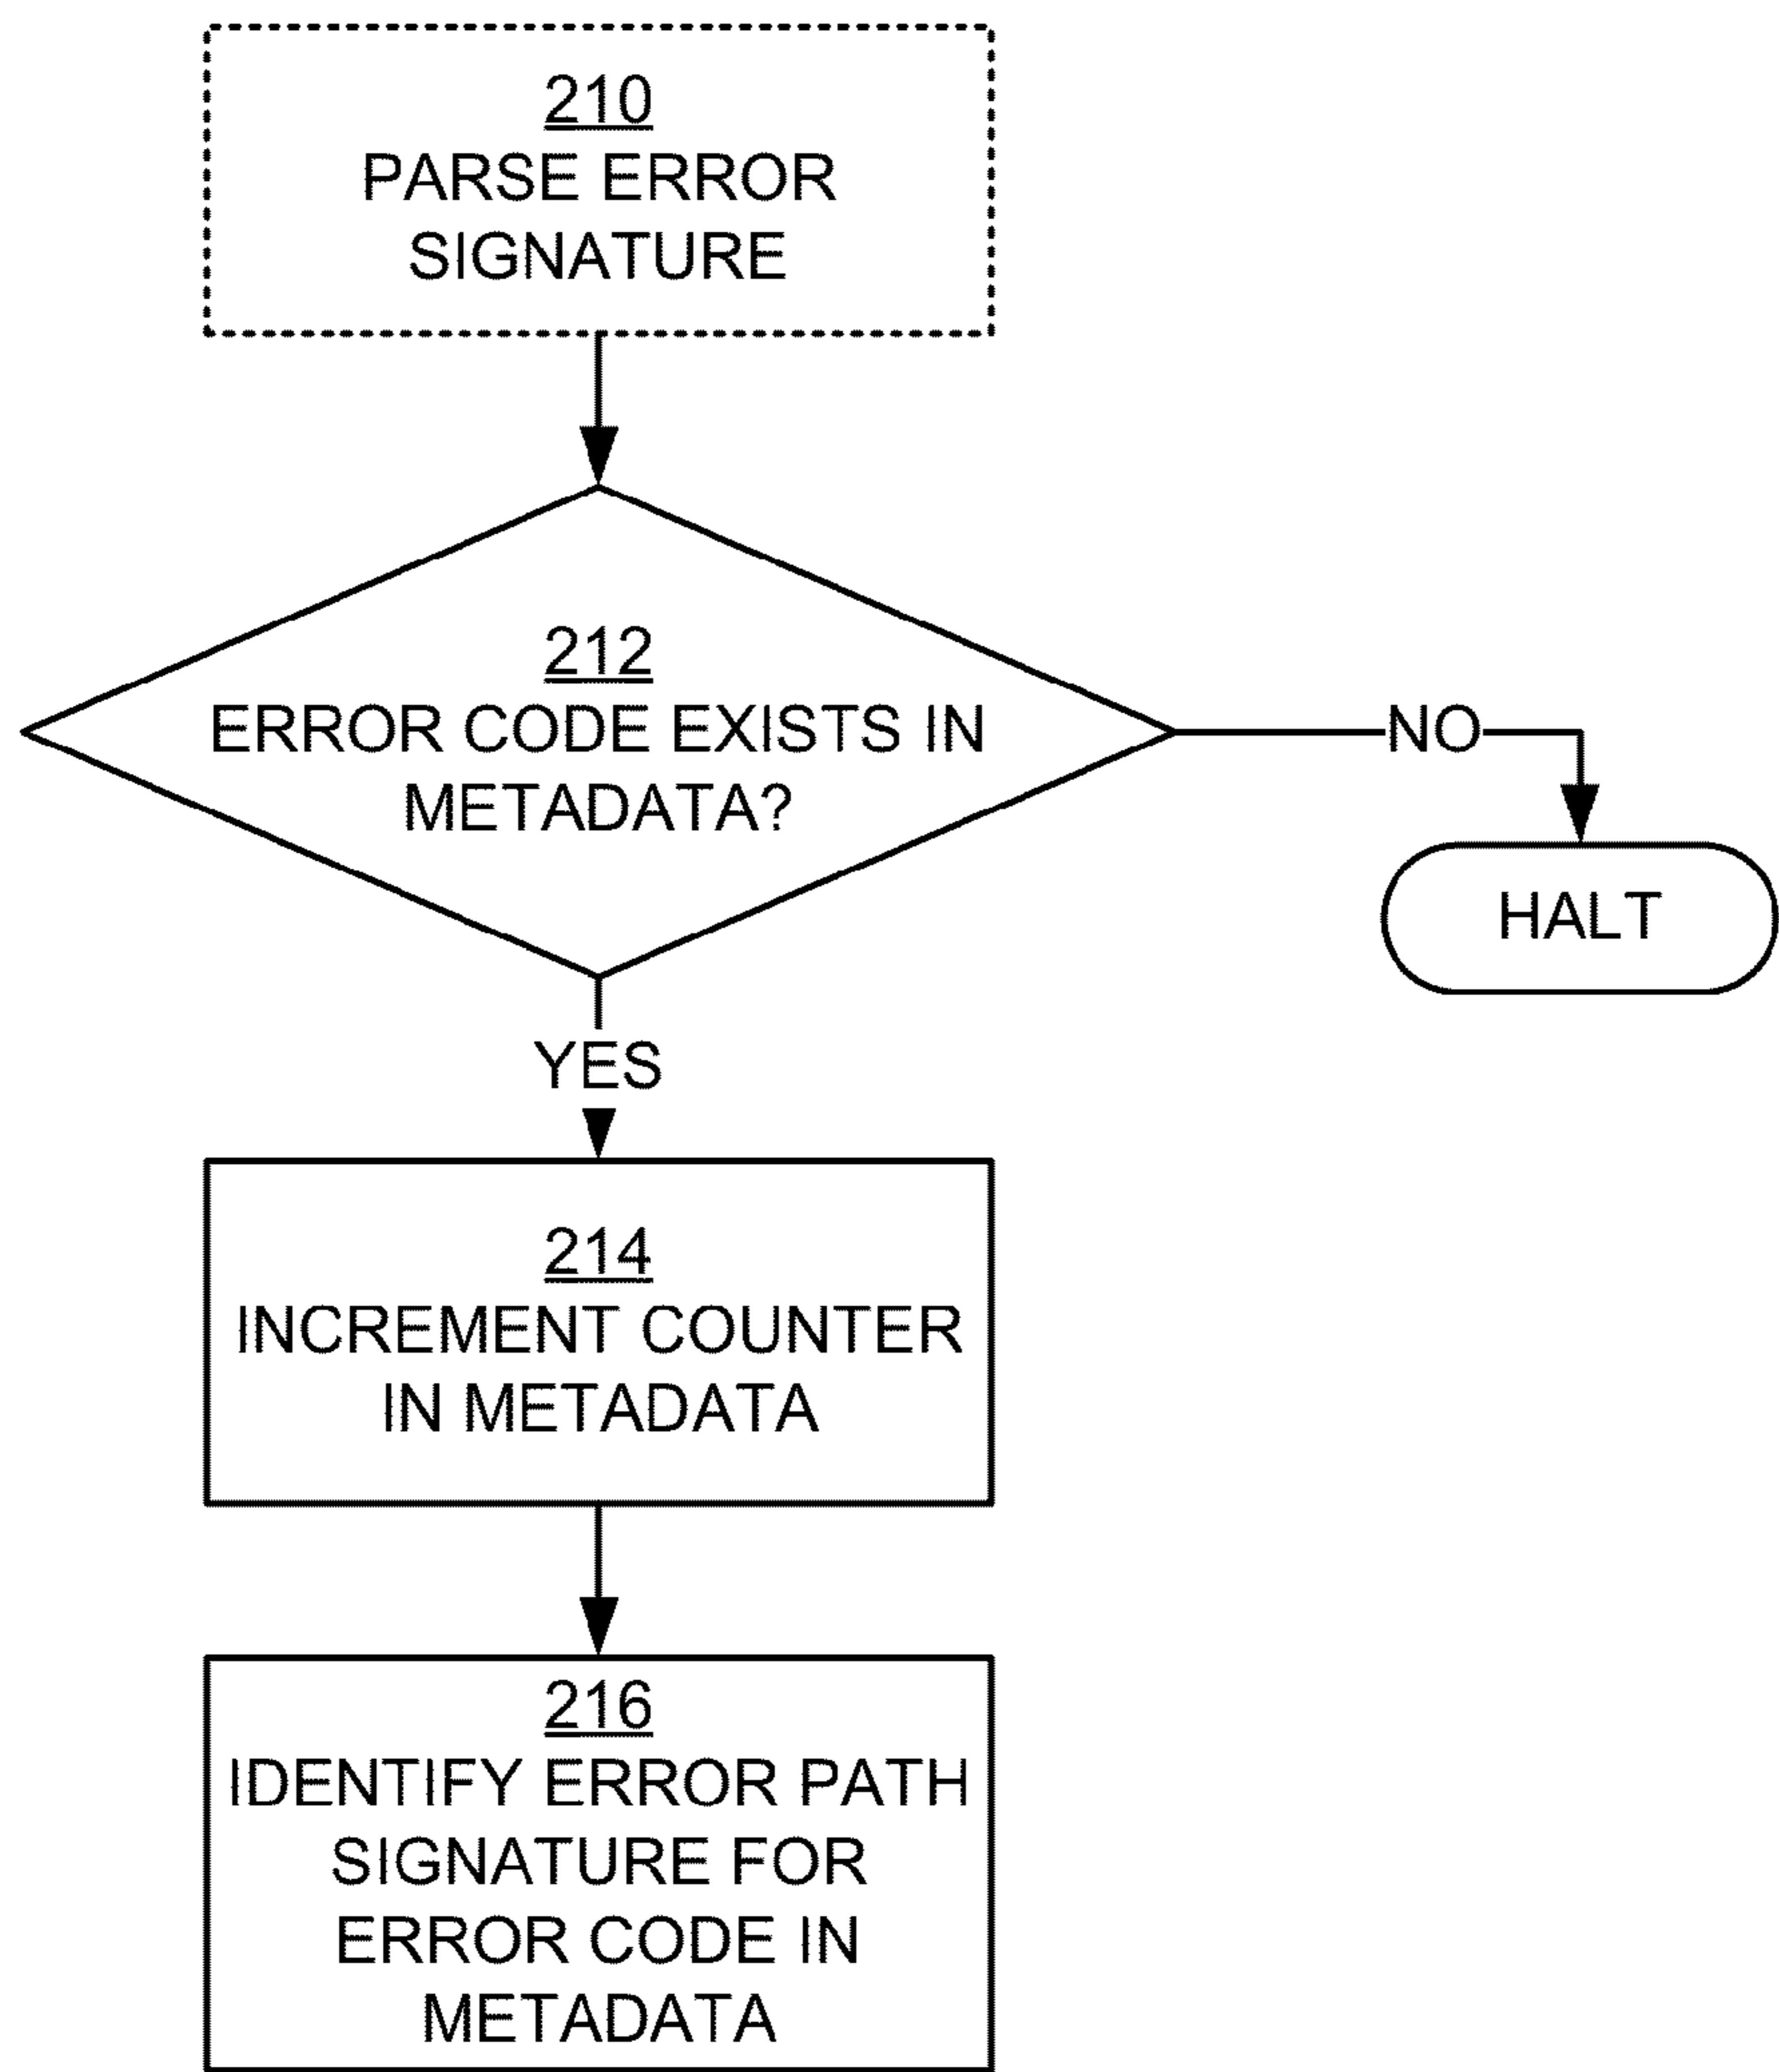 210
PARSE ERROR
SIGNATURE
212
ERROR CODE EXISTS IN
METADATA?
NO
HALT
YES
214
INCREMENT COUNTER
IN METADATA
216
IDENTIFY ERROR PATH
SIGNATURE FOR
ERROR CODE IN
METADATA